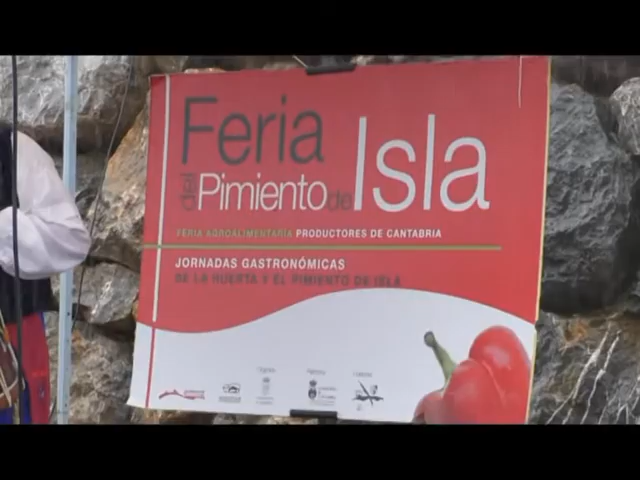 Feria
del Pimiento de Isla
FERIA AGROALIMENTARIA PRODUCTORES DE CANTABRIA
JORNADAS GASTRONÓMICAS
DE LA HUERTA Y EL PIMIENTO DE ISLA